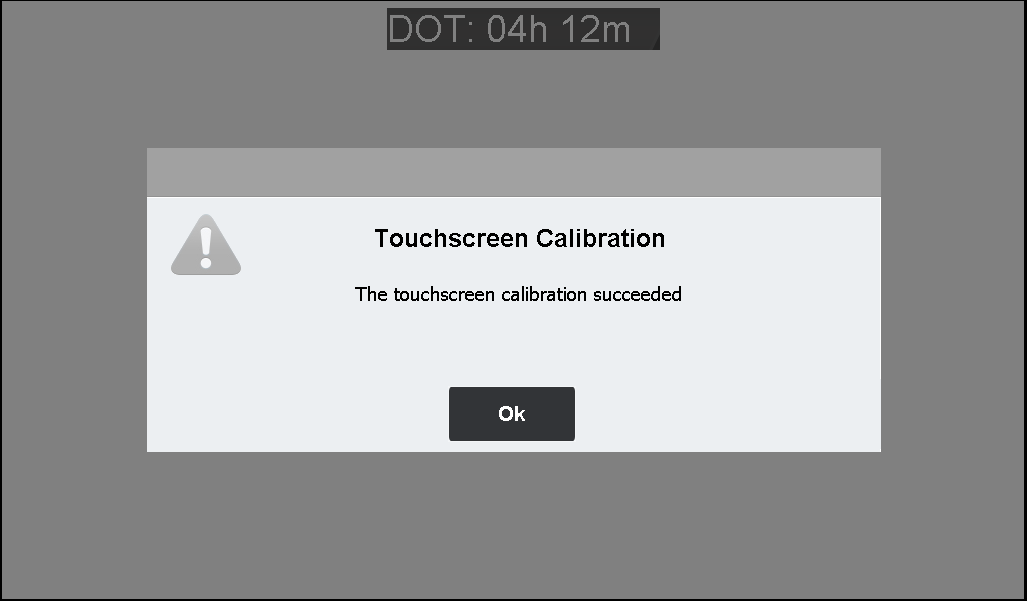 DOT: 04h 12m
Touchscreen Calibration
The touchscreen calibration succeeded
Ok